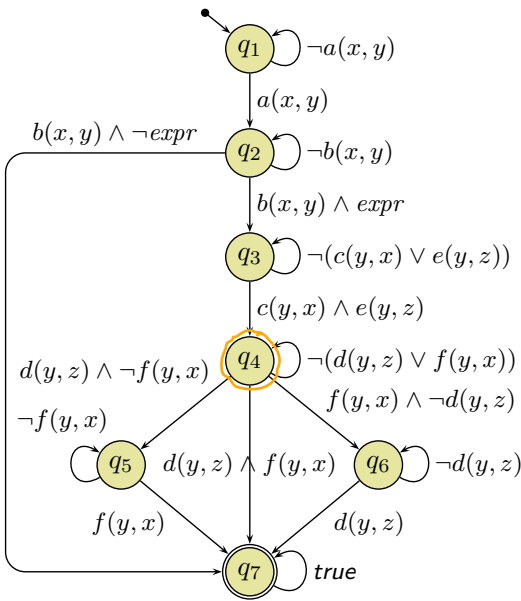 q1
¬a(x, y)
a(x, y)
b(x, y) ∧ ¬expr
q2
¬b(x, y)
b(x, y) ∧ expr
q3
¬(c(y, x) ∨ e(y, z))
c(y, x) ∧ e(y, z)
q4
¬(d(y, z) ∨ f(y, x))
d(y, z) ∧ ¬f(y, x)
f(y, x) ∧ ¬d(y, z)
¬f(y, x)
q5
d(y, z) ∧ f(y, x)
q6
¬d(y, z)
f(y, x)
d(y, z)
q7
true